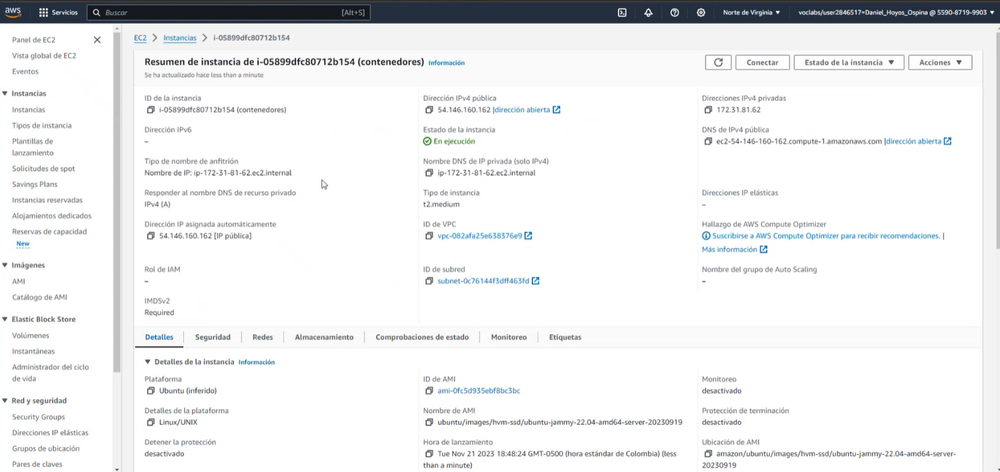 aws
Servicios
Buscar
[Alt+S]
Norte de Virginia ▼
voclabs/user2846517=Daniel_Hoyos_Ospina @ 5590-8719-9903 ▼
Panel de EC2
Vista global de EC2
Eventos
▼ Instancias
Instancias
Tipos de instancia
Plantillas de
lanzamiento
Solicitudes de spot
Savings Plans
Instancias reservadas
Alojamientos dedicados
Reservas de capacidad
New
▼ Imágenes
AMI
Catálogo de AMI
▼ Elastic Block Store
Volúmenes
Instantáneas
Administrador del ciclo
de vida
▼ Red y seguridad
Security Groups
Direcciones IP elásticas
Grupos de ubicación
Pares de claves
EC2 > Instancias > i-05899dfc80712b154
Resumen de instancia de i-05899dfc80712b154 (contenedores) Información
Se ha actualizado hace less than a minute
Conectar
Estado de la instancia ▼
Acciones ▼
ID de la instancia
i-05899dfc80712b154 (contenedores)
Dirección IPv4 pública
54.146.160.162 |dirección abierta
Direcciones IPv4 privadas
172.31.81.62
Dirección IPv6
–
Estado de la instancia
En ejecución
DNS de IPv4 pública
ec2-54-146-160-162.compute-1.amazonaws.com |dirección abierta
Tipo de nombre de anfitrión
Nombre de IP: ip-172-31-81-62.ec2.internal
Nombre DNS de IP privada (solo IPv4)
ip-172-31-81-62.ec2.internal
Responder al nombre DNS de recurso privado
IPv4 (A)
Tipo de instancia
t2.medium
Direcciones IP elásticas
–
Dirección IP asignada automáticamente
54.146.160.162 [IP pública]
ID de VPC
vpc-082afa25e638376e9
Hallazgo de AWS Compute Optimizer
Suscribirse a AWS Compute Optimizer para recibir recomendaciones. |
Más información
Rol de IAM
–
ID de subred
subnet-0c76144f3dff463fd
Nombre del grupo de Auto Scaling
–
IMDSv2
Required
Detalles
Seguridad
Redes
Almacenamiento
Comprobaciones de estado
Monitoreo
Etiquetas
▼ Detalles de la instancia Información
Plataforma
Ubuntu (inferido)
ID de AMI
ami-0fc5d935ebf8bc3bc
Monitoreo
desactivado
Detalles de la plataforma
Linux/UNIX
Nombre de AMI
ubuntu/images/hvm-ssd/ubuntu-jammy-22.04-amd64-server-20230919
Protección de terminación
desactivado
Detener la protección
desactivado
Hora de lanzamiento
Tue Nov 21 2023 18:48:24 GMT-0500 (hora estándar de Colombia) (less
than a minute)
Ubicación de AMI
amazon/ubuntu/images/hvm-ssd/ubuntu-jammy-22.04-amd64-server-
20230919